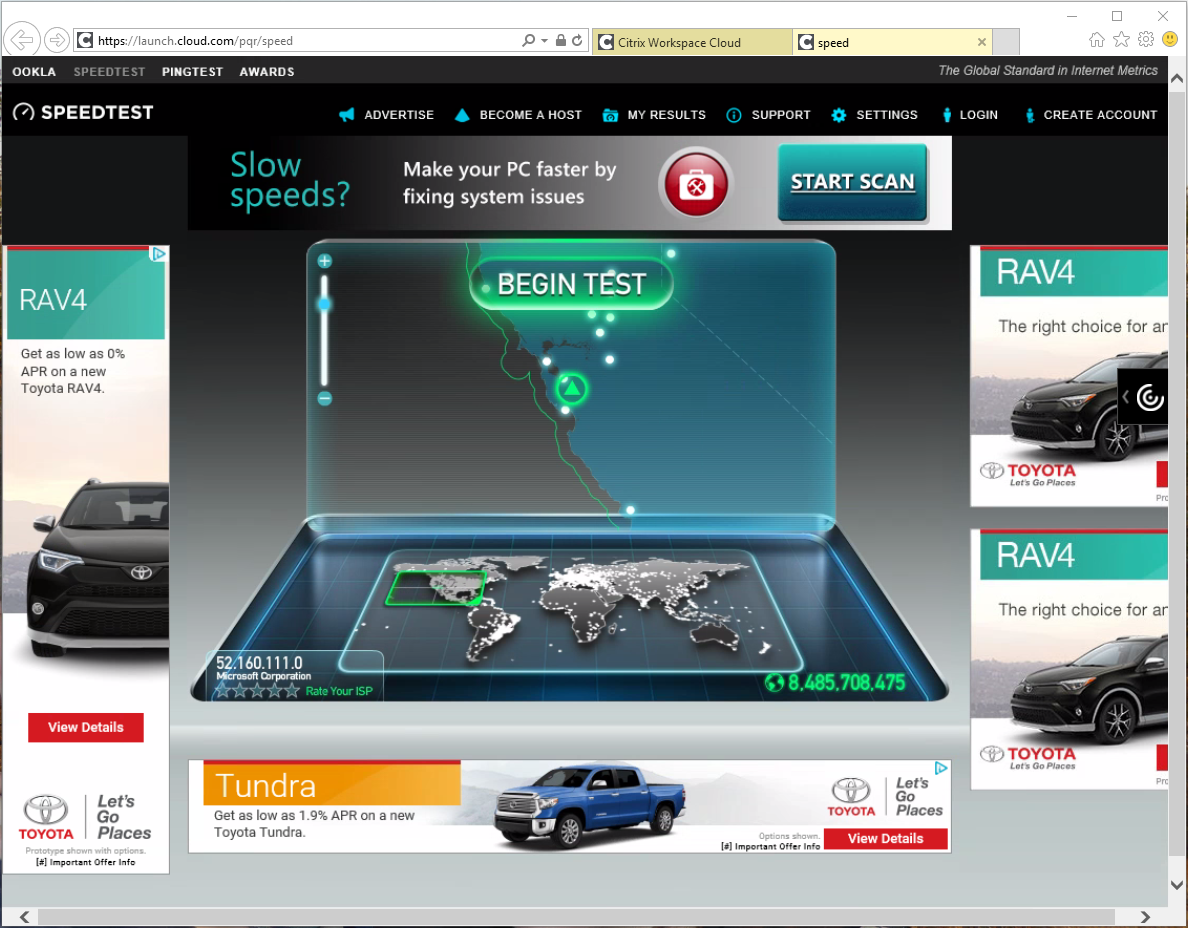 https://launch.cloud.com/pqr/speed
Citrix Workspace Cloud
speed
OOKLA SPEEDTEST PINGTEST AWARDS
The Global Standard in Internet Metrics
SPEEDTEST
ADVERTISE BECOME A HOST MY RESULTS SUPPORT SETTINGS LOGIN CREATE ACCOUNT
Slow
speeds?
Make your PC faster by
fixing system issues
START SCAN
RAV4
Get as low as 0%
APR on a new
Toyota RAV4.
View Details
TOYOTA
Let's
Go
Places
Prototype shown with options.
[#] Important Offer Info
BEGIN TEST
52.160.111.0
Microsoft Corporation
Rate Your ISP
8,485,708,475
RAV4
The right choice for an
TOYOTA
Let's Go Places
Pro
RAV4
The right choice for an
TOYOTA
Let's Go Places
Pro
Tundra
Get as low as 1.9% APR on a new
Toyota Tundra.
TOYOTA
Let's
Go
Places
Options shown.
[#] Important Offer Info
View Details